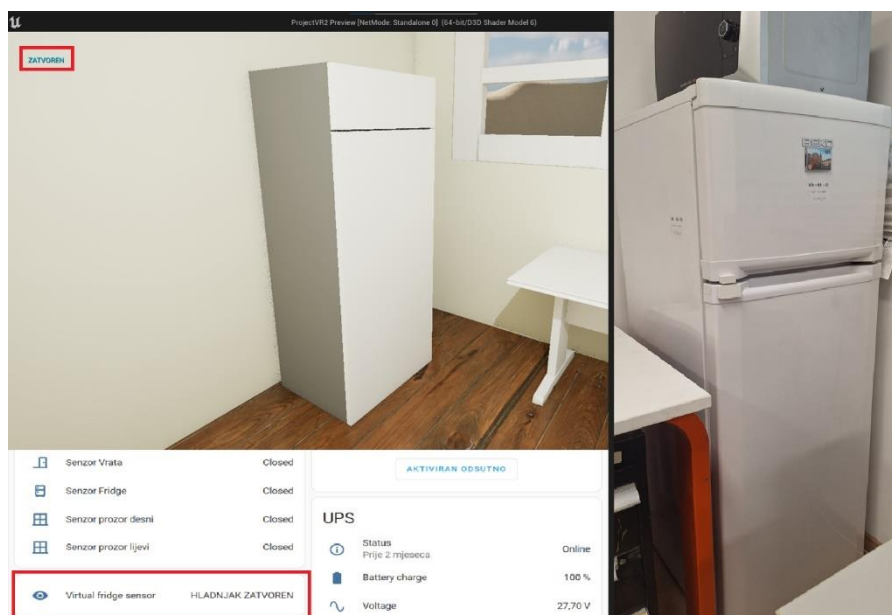 ProjectVR2 Preview [NetMode: Standalone 0] (64-bit/D3D Shader Model 6)
ZATVOREN
Senzor Vrata Closed
Senzor Fridge Closed
Senzor prozor desni Closed
Senzor prozor lijevi Closed
Virtual fridge sensor HLADNJAK ZATVOREN
AKTIVIRAN ODSUTNO
UPS
Status
Prije 2 mjeseca Online
Battery charge 100 %
Voltage 27,70 V
BEKO